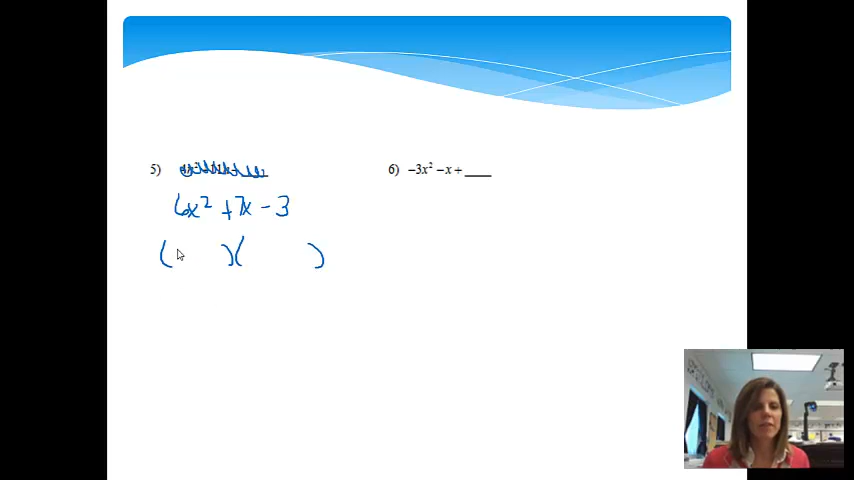 5)
6) −3x² − x + ____
6x² + 7x − 3
(     )(     )